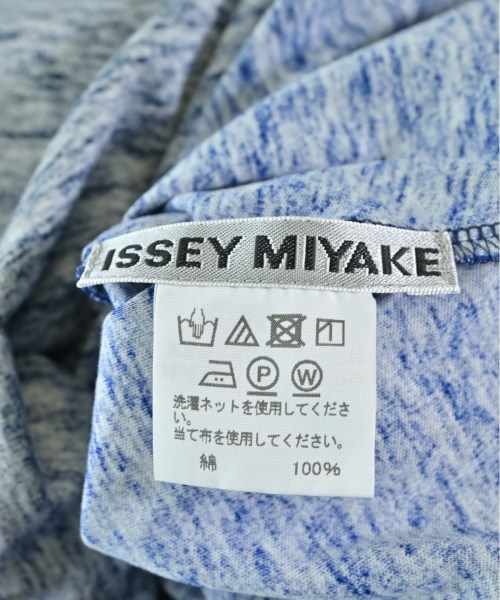 ISSEY MIYAKE
P W
洗濯ネットを使用してくださ
い。
当て布を使用してください。
綿 100%